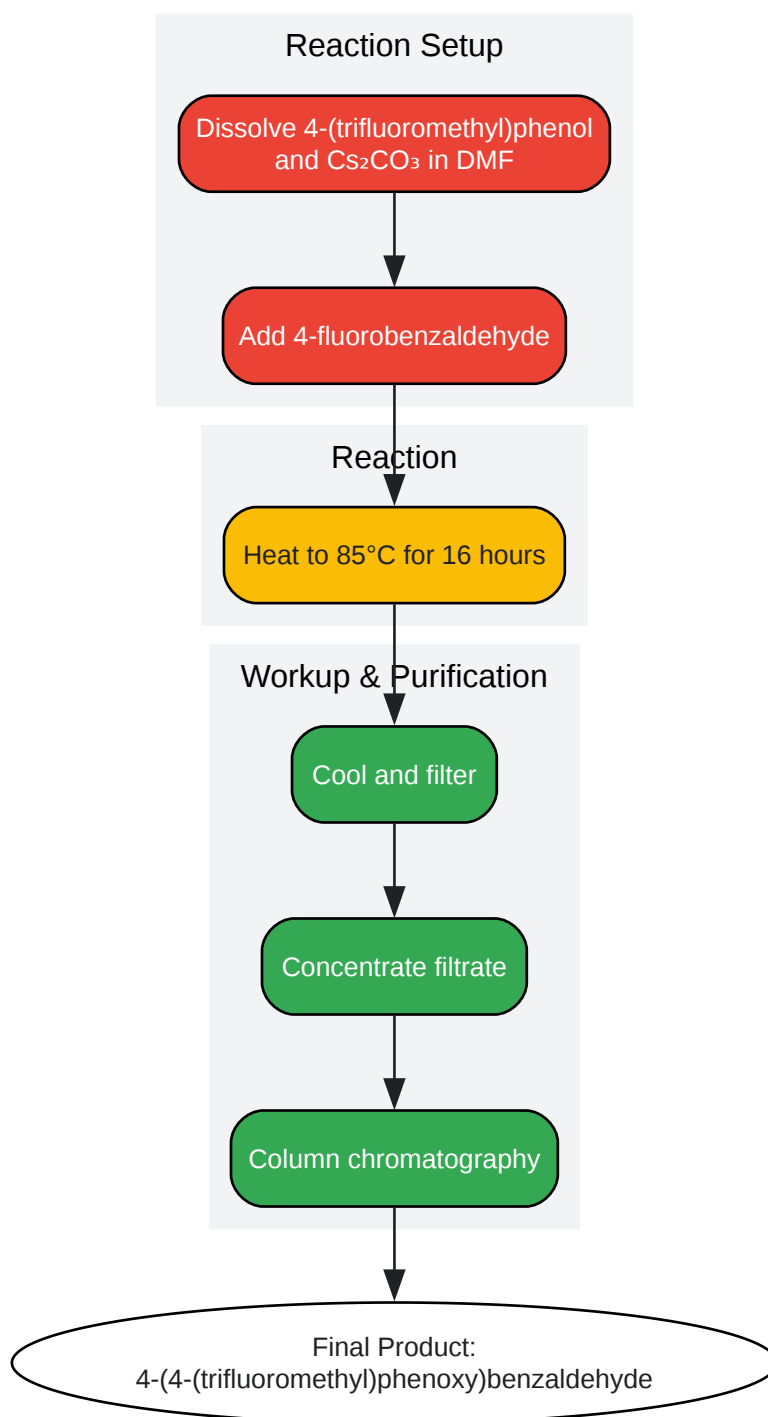 Reaction Setup
Dissolve 4-(trifluoromethyl)phenol
and Cs₂CO₃ in DMF
Add 4-fluorobenzaldehyde
Reaction
Heat to 85°C for 16 hours
Workup & Purification
Cool and filter
Concentrate filtrate
Column chromatography
Final Product:
4-(4-(trifluoromethyl)phenoxy)benzaldehyde